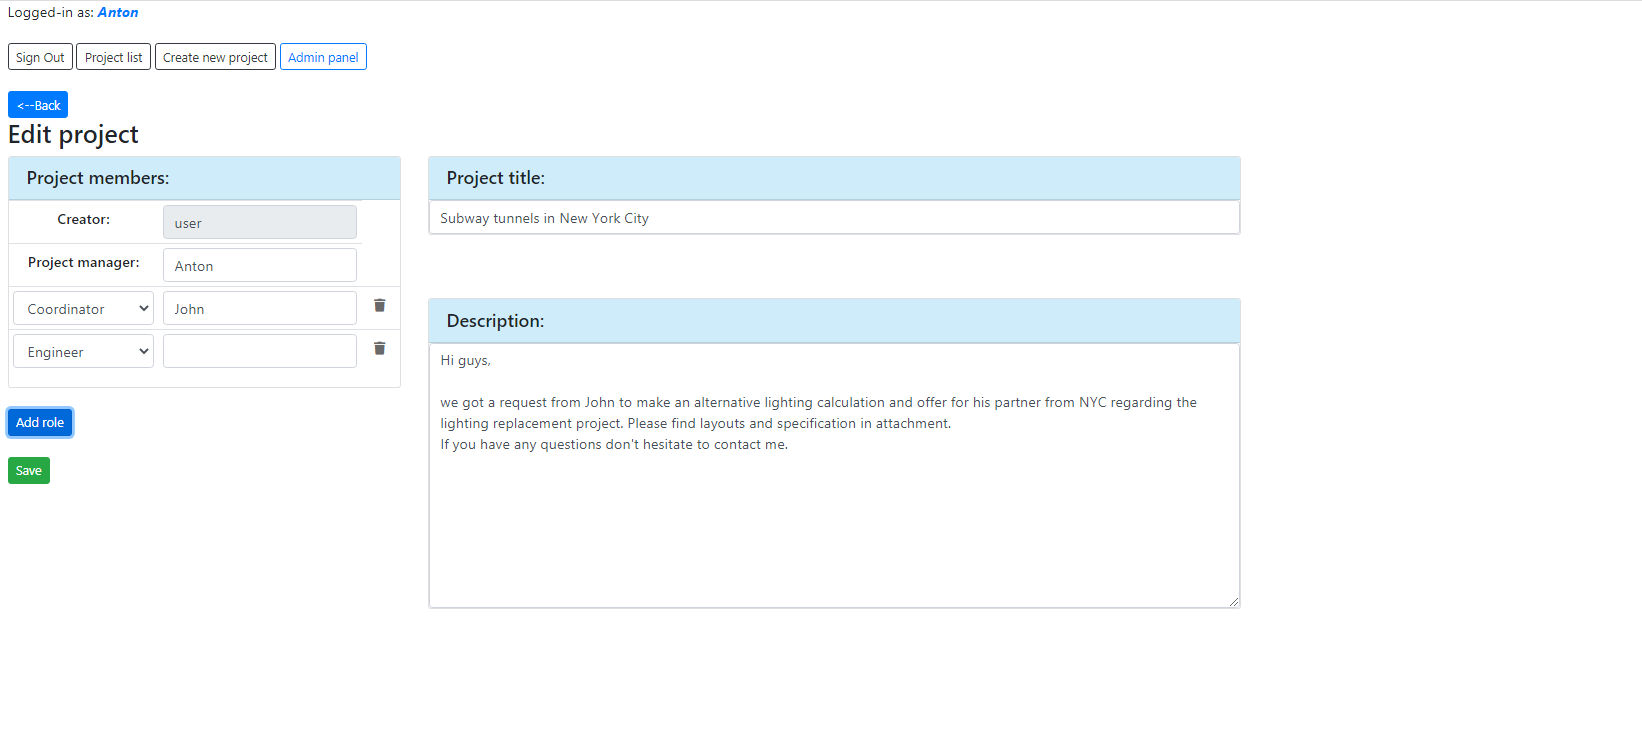 Logged-in as: Anton
Sign Out Project list Create new project Admin panel
<--Back
Edit project
Project members:
Creator: user
Project manager: Anton
Coordinator John
Engineer
Add role
Save
Project title:
Subway tunnels in New York City
Description:
Hi guys,
we got a request from John to make an alternative lighting calculation and offer for his partner from NYC regarding the
lighting replacement project. Please find layouts and specification in attachment.
If you have any questions don't hesitate to contact me.